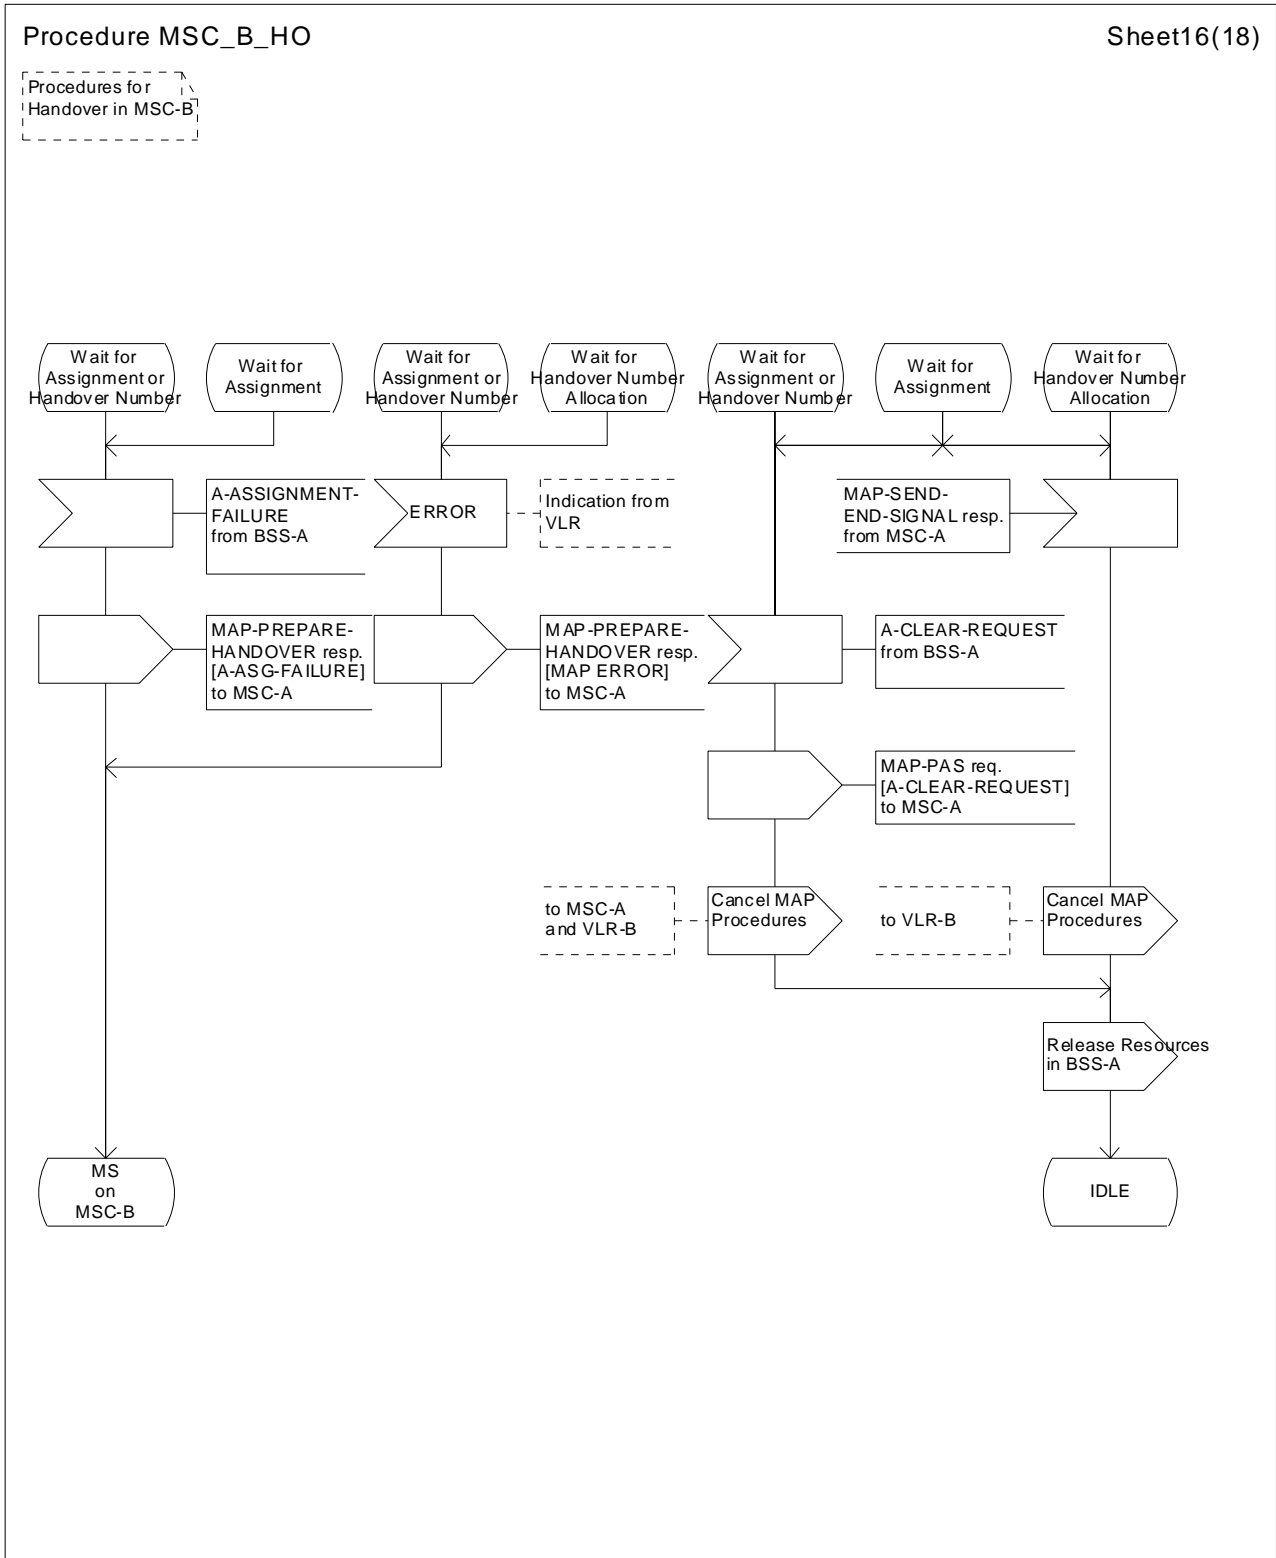 Procedure MSC_B_HO
Sheet16(18)
Procedures for
Handover in MSC-B
Wait for
Assignment or
Handover Number
Wait for
Assignment
Wait for
Assignment or
Handover Number
Wait for
Handover Number
Allocation
Wait for
Assignment or
Handover Number
Wait for
Assignment
Wait for
Handover Number
Allocation
A-ASSIGNMENT-
FAILURE
from BSS-A
ERROR
Indication from
VLR
MAP-SEND-
END-SIGNAL resp.
from MSC-A
MAP-PREPARE-
HANDOVER resp.
[A-ASG-FAILURE]
to MSC-A
MAP-PREPARE-
HANDOVER resp.
[MAP ERROR]
to MSC-A
A-CLEAR-REQUEST
from BSS-A
MAP-PAS req.
[A-CLEAR-REQUEST]
to MSC-A
to MSC-A
and VLR-B
Cancel MAP
Procedures
to VLR-B
Cancel MAP
Procedures
Release Resources
in BSS-A
MS
on
MSC-B
IDLE